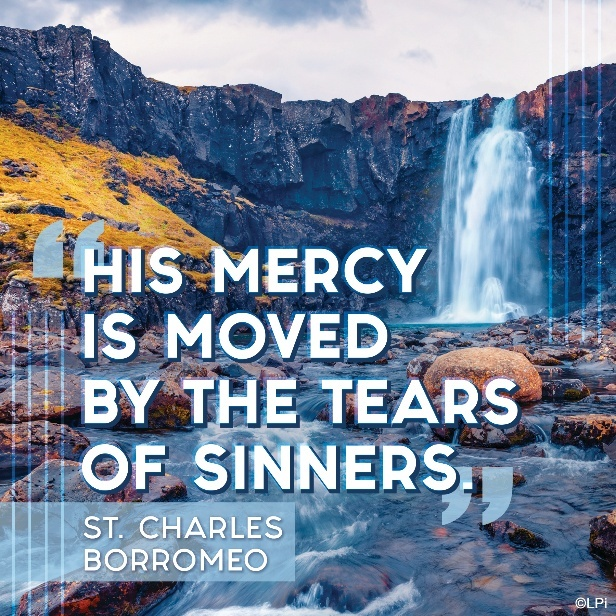 “HIS MERCY
IS MOVED
BY THE TEARS
OF SINNERS.”
ST. CHARLES
BORROMEO
©LPi